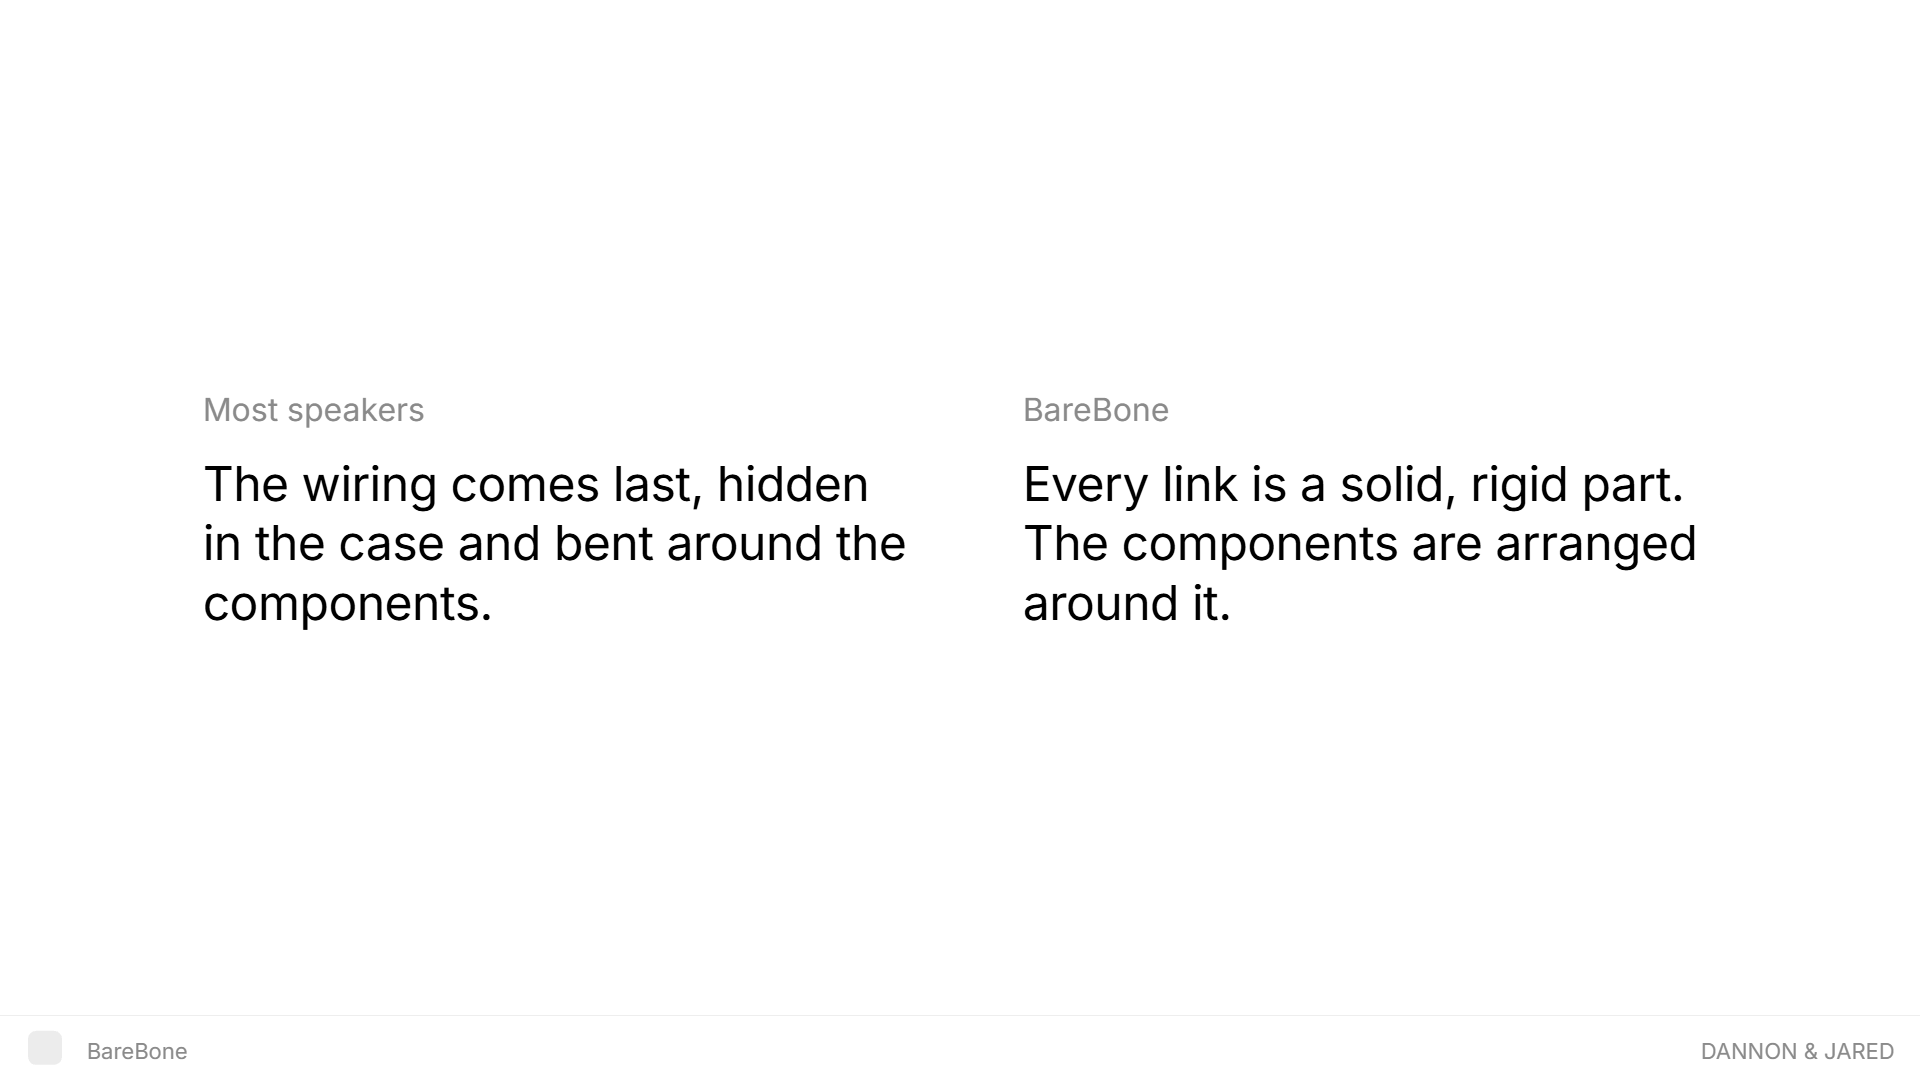 Most speakers
The wiring comes last, hidden
in the case and bent around the
components.
BareBone
Every link is a solid, rigid part.
The components are arranged
around it.
BareBone
DANNON & JARED